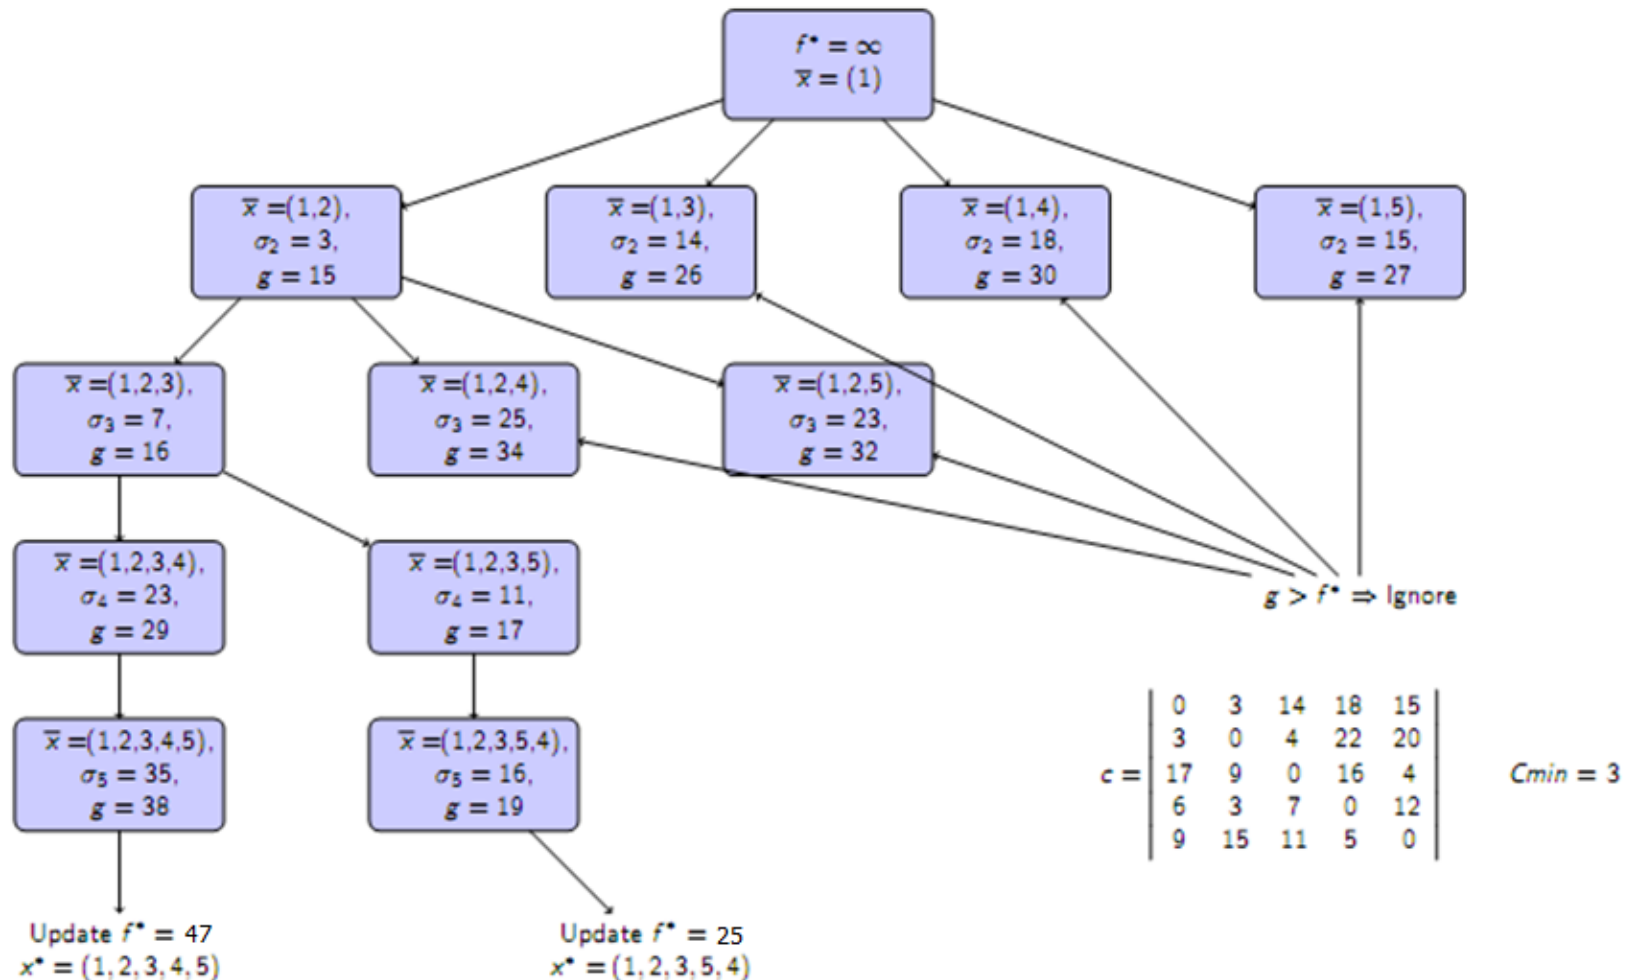 f* = ∞
x̅ = (1)
x̅ =(1,2),
σ₂ = 3,
g = 15
x̅ =(1,3),
σ₂ = 14,
g = 26
x̅ =(1,4),
σ₂ = 18,
g = 30
x̅ =(1,5),
σ₂ = 15,
g = 27
x̅ =(1,2,3),
σ₃ = 7,
g = 16
x̅ =(1,2,4),
σ₃ = 25,
g = 34
x̅ =(1,2,5),
σ₃ = 23,
g = 32
x̅ =(1,2,3,4),
σ₄ = 23,
g = 29
x̅ =(1,2,3,5),
σ₄ = 11,
g = 17
g > f* ⇒ Ignore
x̅ =(1,2,3,4,5),
σ₅ = 35,
g = 38
x̅ =(1,2,3,5,4),
σ₅ = 16,
g = 19
0 3 14 18 15
3 0 4 22 20
c = 17 9 0 16 4 Cmin = 3
6 3 7 0 12
9 15 11 5 0
Update f* = 47
x* = (1, 2, 3, 4, 5)
Update f* = 25
x* = (1, 2, 3, 5, 4)